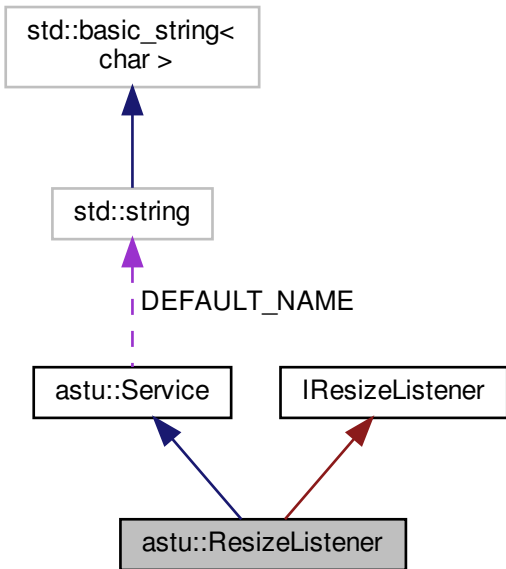 std::basic_string<
char >
std::string
DEFAULT_NAME
astu::Service
IResizeListener
astu::ResizeListener